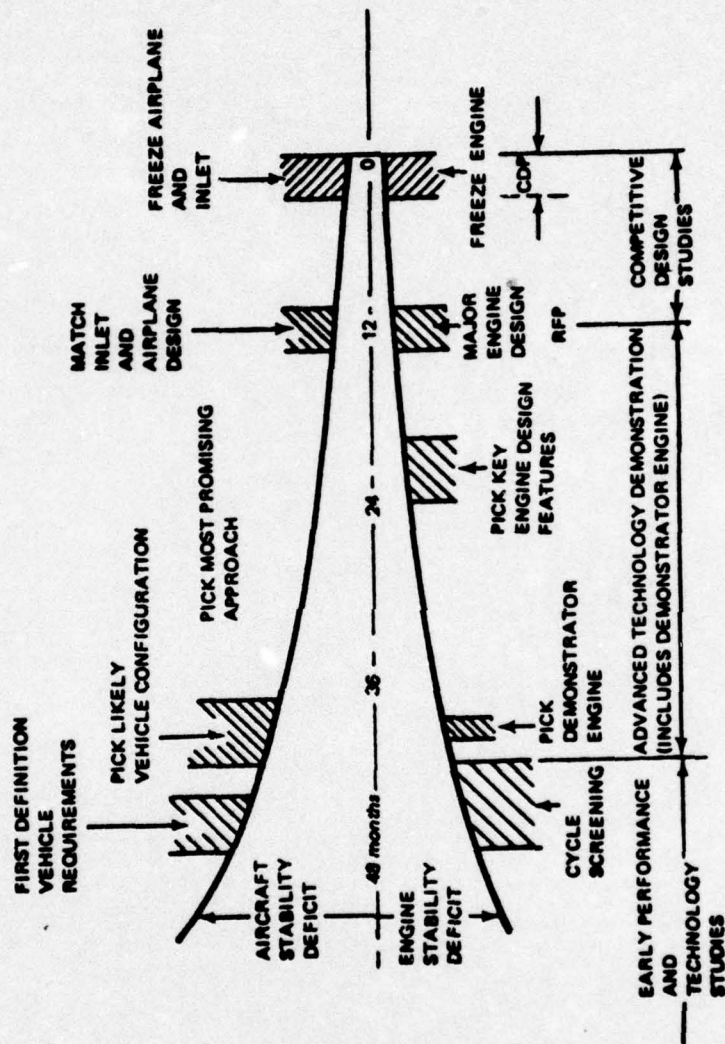 FIRST DEFINITION
VEHICLE
REQUIREMENTS
PICK LIKELY
VEHICLE CONFIGURATION
PICK MOST PROMISING
APPROACH
MATCH
INLET
AND
AIRPLANE
DESIGN
FREEZE AIRPLANE
AND
INLET
AIRCRAFT
STABILITY
DEFICIT
48 months
36
24
12
0
ENGINE
STABILITY
DEFICIT
CYCLE
SCREENING
PICK
DEMONSTRATOR
ENGINE
PICK KEY
ENGINE DESIGN
FEATURES
MAJOR
ENGINE
DESIGN
FREEZE ENGINE
RFP
CDP
EARLY PERFORMANCE
AND
TECHNOLOGY
STUDIES
ADVANCED TECHNOLOGY DEMONSTRATION
(INCLUDES DEMONSTRATOR ENGINE)
COMPETITIVE
DESIGN
STUDIES